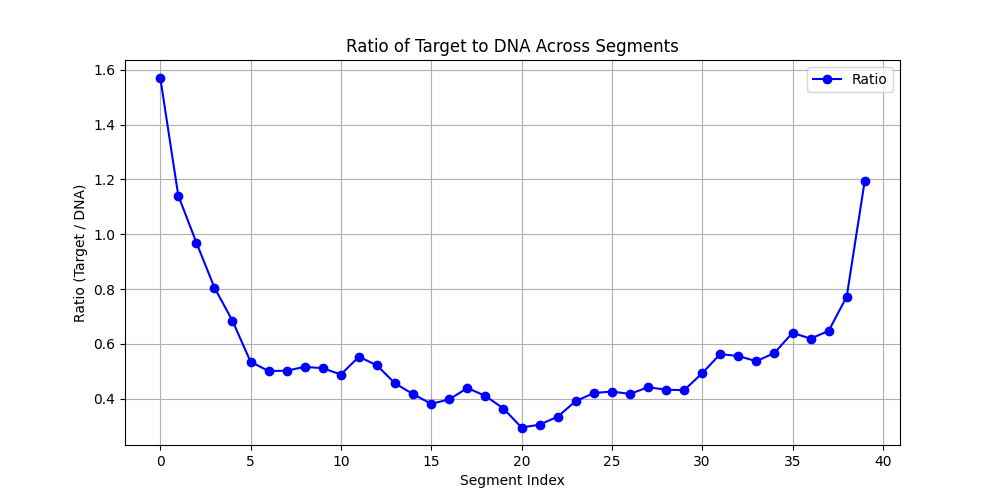 Ratio of Target to DNA Across Segments
Ratio
1.6
1.4
1.2
1.0
0.8
0.6
0.4
Ratio (Target / DNA)
0 5 10 15 20 25 30 35 40
Segment Index